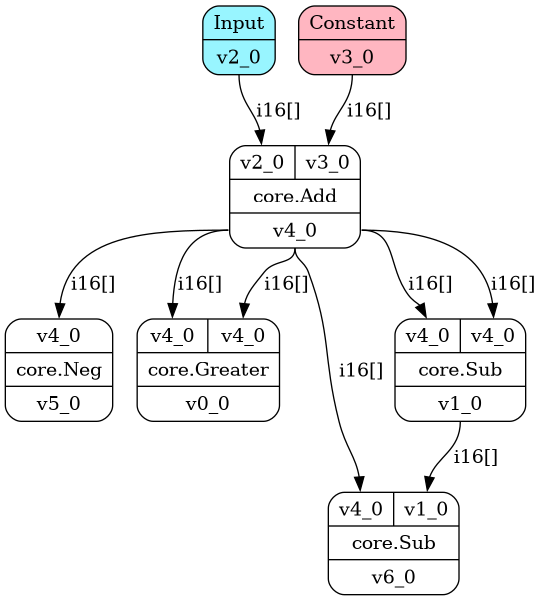 Input
v2_0
Constant
v3_0
i16[]
i16[]
v2_0
v3_0
core.Add
v4_0
i16[]
i16[]
i16[]
i16[]
i16[]
v4_0
core.Neg
v5_0
v4_0
v4_0
core.Greater
v0_0
i16[]
v4_0
v4_0
core.Sub
v1_0
i16[]
v4_0
v1_0
core.Sub
v6_0